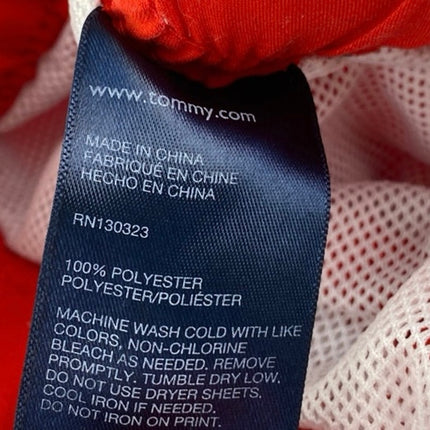 www.tommy.com
MADE IN CHINA
FABRIQUÉ EN CHINE
HECHO EN CHINA
RN130323
100% POLYESTER
POLYESTER/POLIÉSTER
MACHINE WASH COLD WITH LIKE
COLORS, NON-CHLORINE
BLEACH AS NEEDED. REMOVE
PROMPTLY. TUMBLE DRY LOW.
DO NOT USE DRYER SHEETS.
COOL IRON IF NEEDED.
DO NOT IRON ON PRINT.